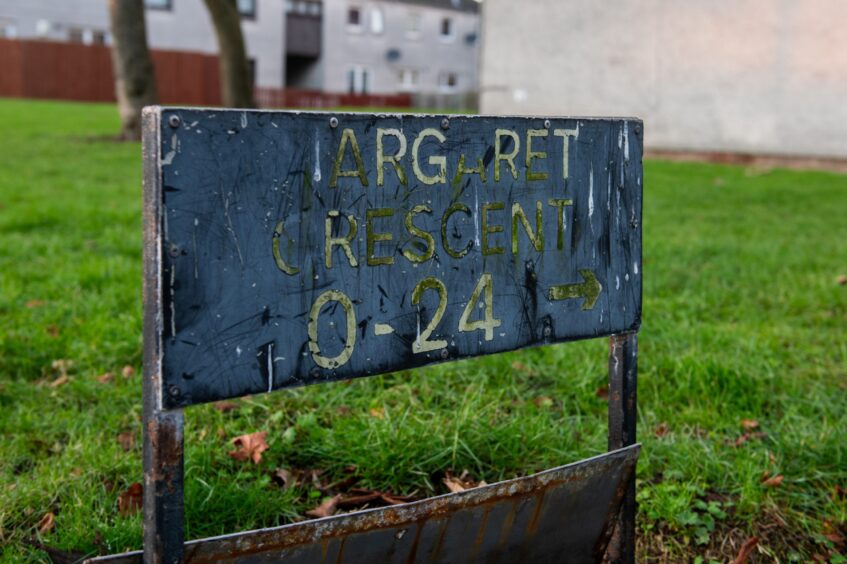 ARGARET
CRESCENT
0-24 →